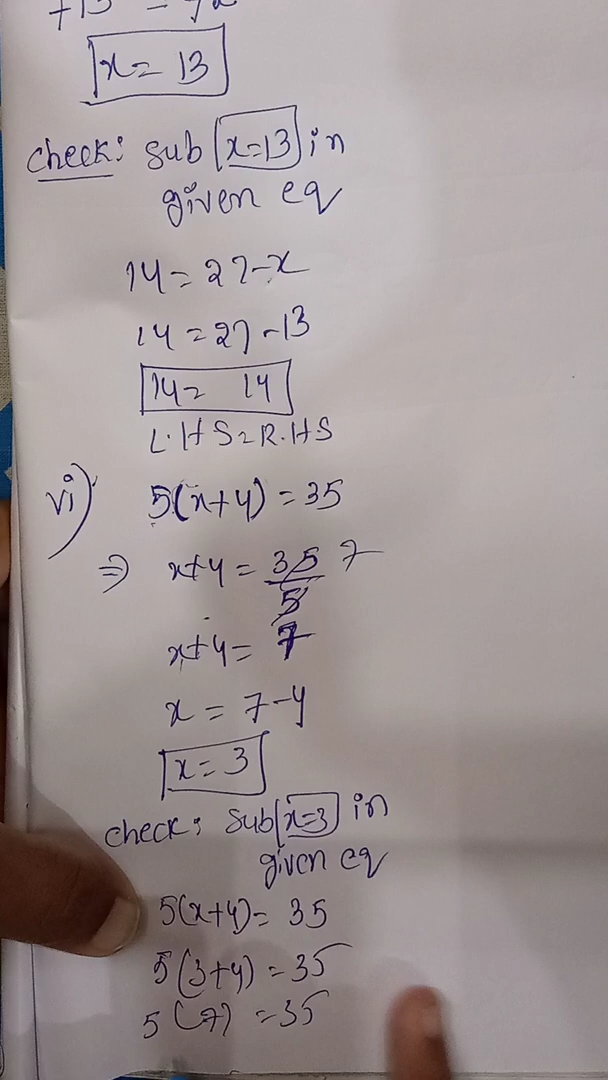 x = 13
check: sub x=13 in
given eq
14 = 27-x
14 = 27-13
14 = 14
L.H S = R.H S
vi) 5(x+4) = 35
⇒ x+4 = 35/5 7
x+4 = 7
x = 7-4
x = 3
check: sub x=3 in
given eq
5(x+4) = 35
5(3+4) = 35
5(7) = 35